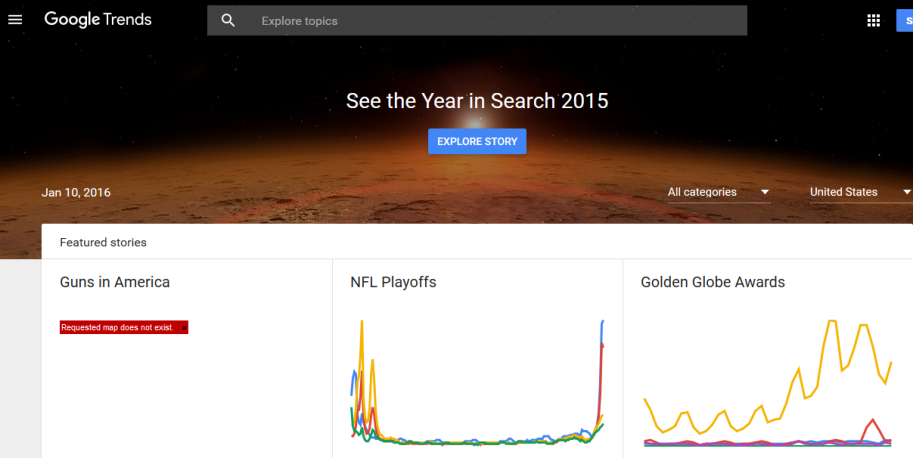 Google Trends
Explore topics
S
See the Year in Search 2015
EXPLORE STORY
Jan 10, 2016
All categories
United States
Featured stories
Guns in America
NFL Playoffs
Golden Globe Awards
Requested map does not exist.